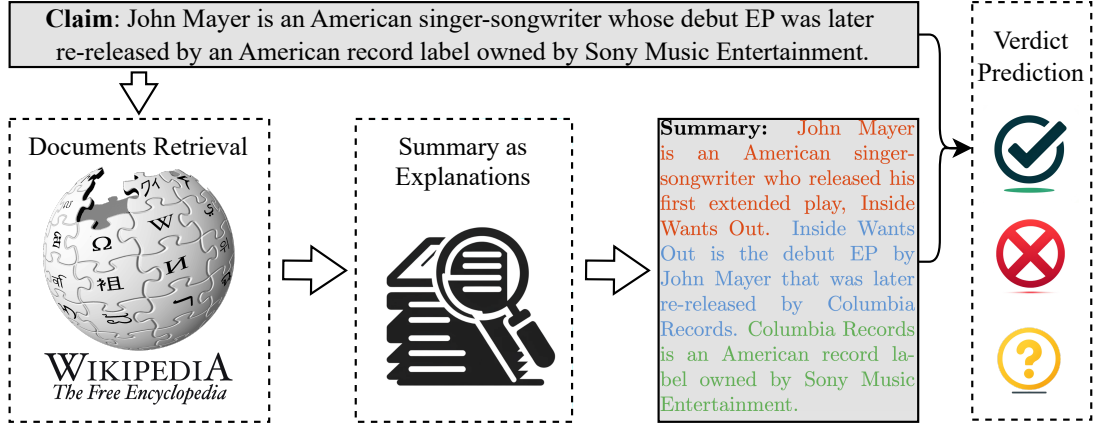 Claim: John Mayer is an American singer-songwriter whose debut EP was later
re-released by an American record label owned by Sony Music Entertainment.
Verdict
Prediction
Documents Retrieval
Summary as
Explanations
Summary: John Mayer
is an American singer-
songwriter who released his
first extended play, Inside
Wants Out. Inside Wants
Out is the debut EP by
John Mayer that was later
re-released by Columbia
Records. Columbia Records
is an American record la-
bel owned by Sony Music
Entertainment.
Ω
W
И
祖
WIKIPEDIA
The Free Encyclopedia
?